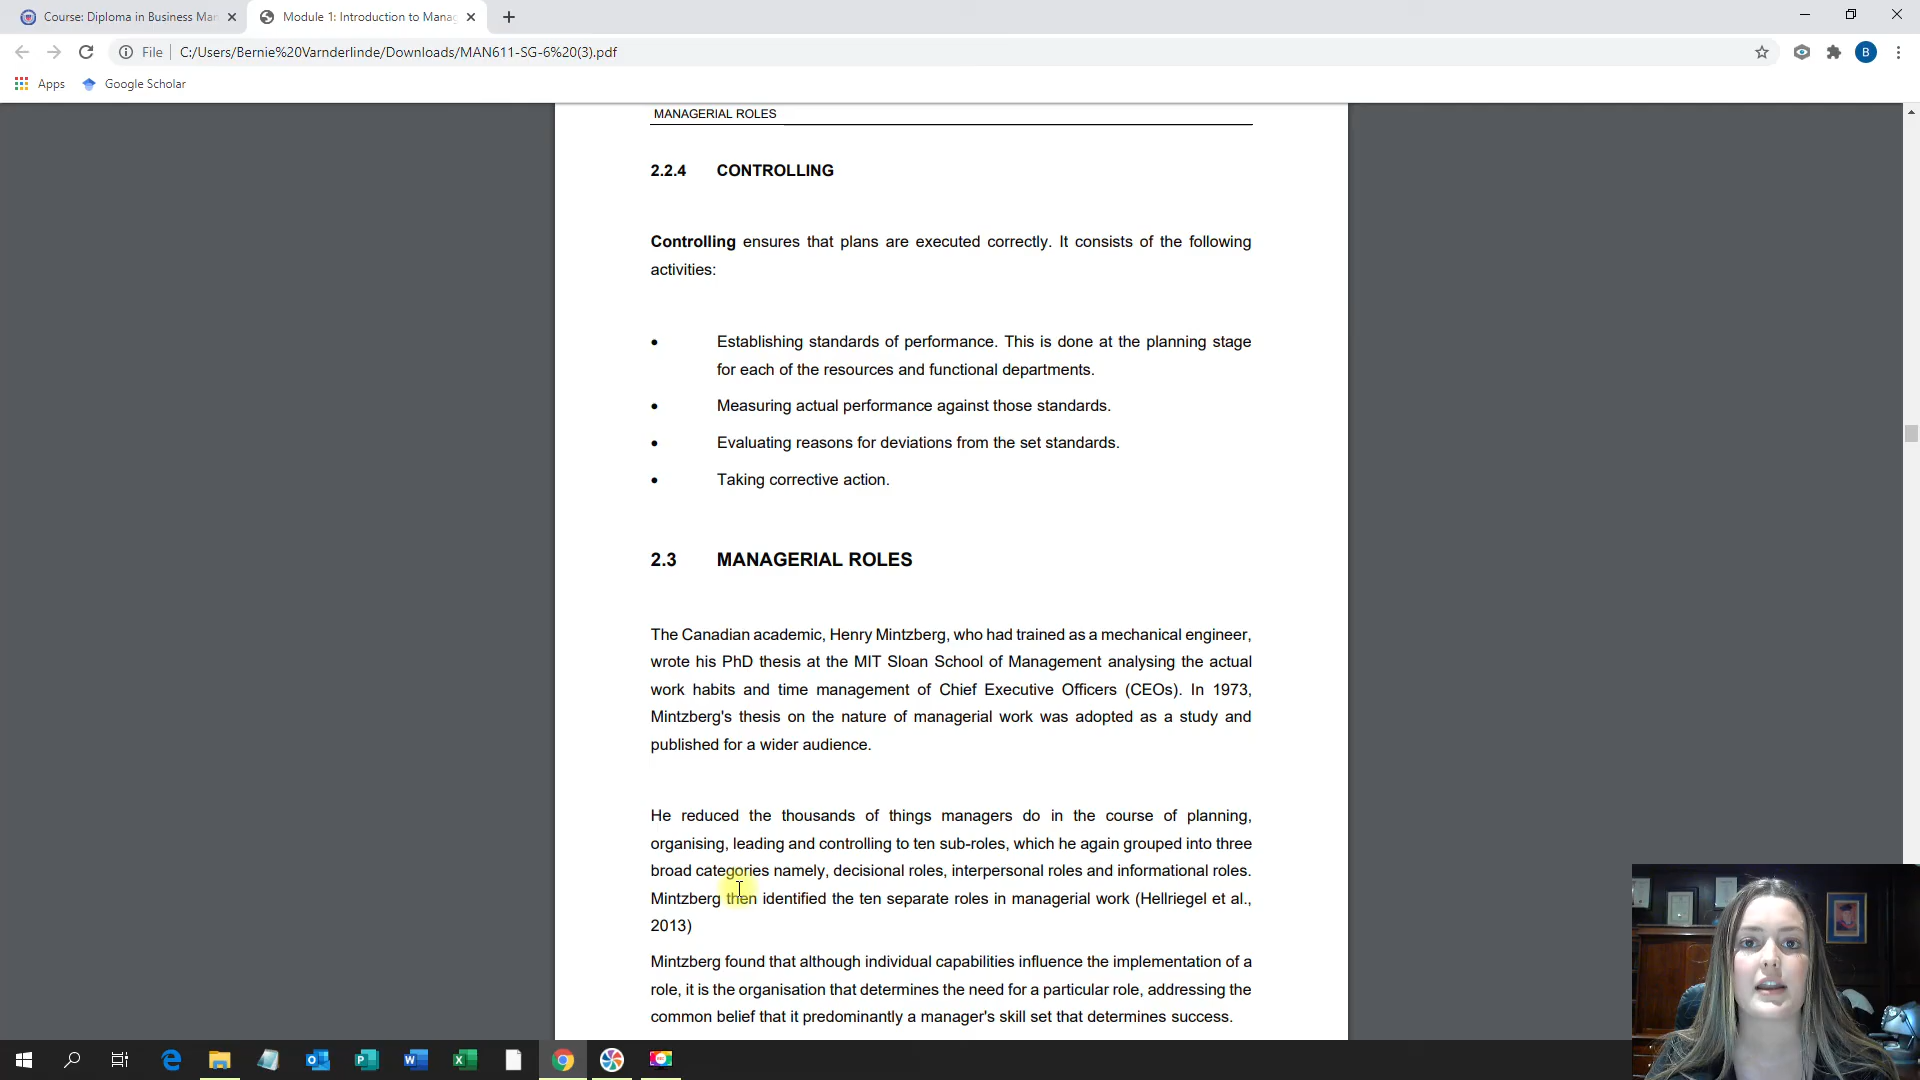 Course: Diploma in Business Mar
Module 1: Introduction to Manag
File
C:/Users/Bernie%20Varnderlinde/Downloads/MAN611-SG-6%20(3).pdf
B
Apps
Google Scholar
MANAGERIAL ROLES
2.2.4 CONTROLLING
Controlling ensures that plans are executed correctly. It consists of the following
activities:
• Establishing standards of performance. This is done at the planning stage
for each of the resources and functional departments.
• Measuring actual performance against those standards.
• Evaluating reasons for deviations from the set standards.
• Taking corrective action.
2.3 MANAGERIAL ROLES
The Canadian academic, Henry Mintzberg, who had trained as a mechanical engineer,
wrote his PhD thesis at the MIT Sloan School of Management analysing the actual
work habits and time management of Chief Executive Officers (CEOs). In 1973,
Mintzberg's thesis on the nature of managerial work was adopted as a study and
published for a wider audience.
He reduced the thousands of things managers do in the course of planning,
organising, leading and controlling to ten sub-roles, which he again grouped into three
broad categories namely, decisional roles, interpersonal roles and informational roles.
Mintzberg then identified the ten separate roles in managerial work (Hellriegel et al.,
2013)
Mintzberg found that although individual capabilities influence the implementation of a
role, it is the organisation that determines the need for a particular role, addressing the
common belief that it predominantly a manager's skill set that determines success.